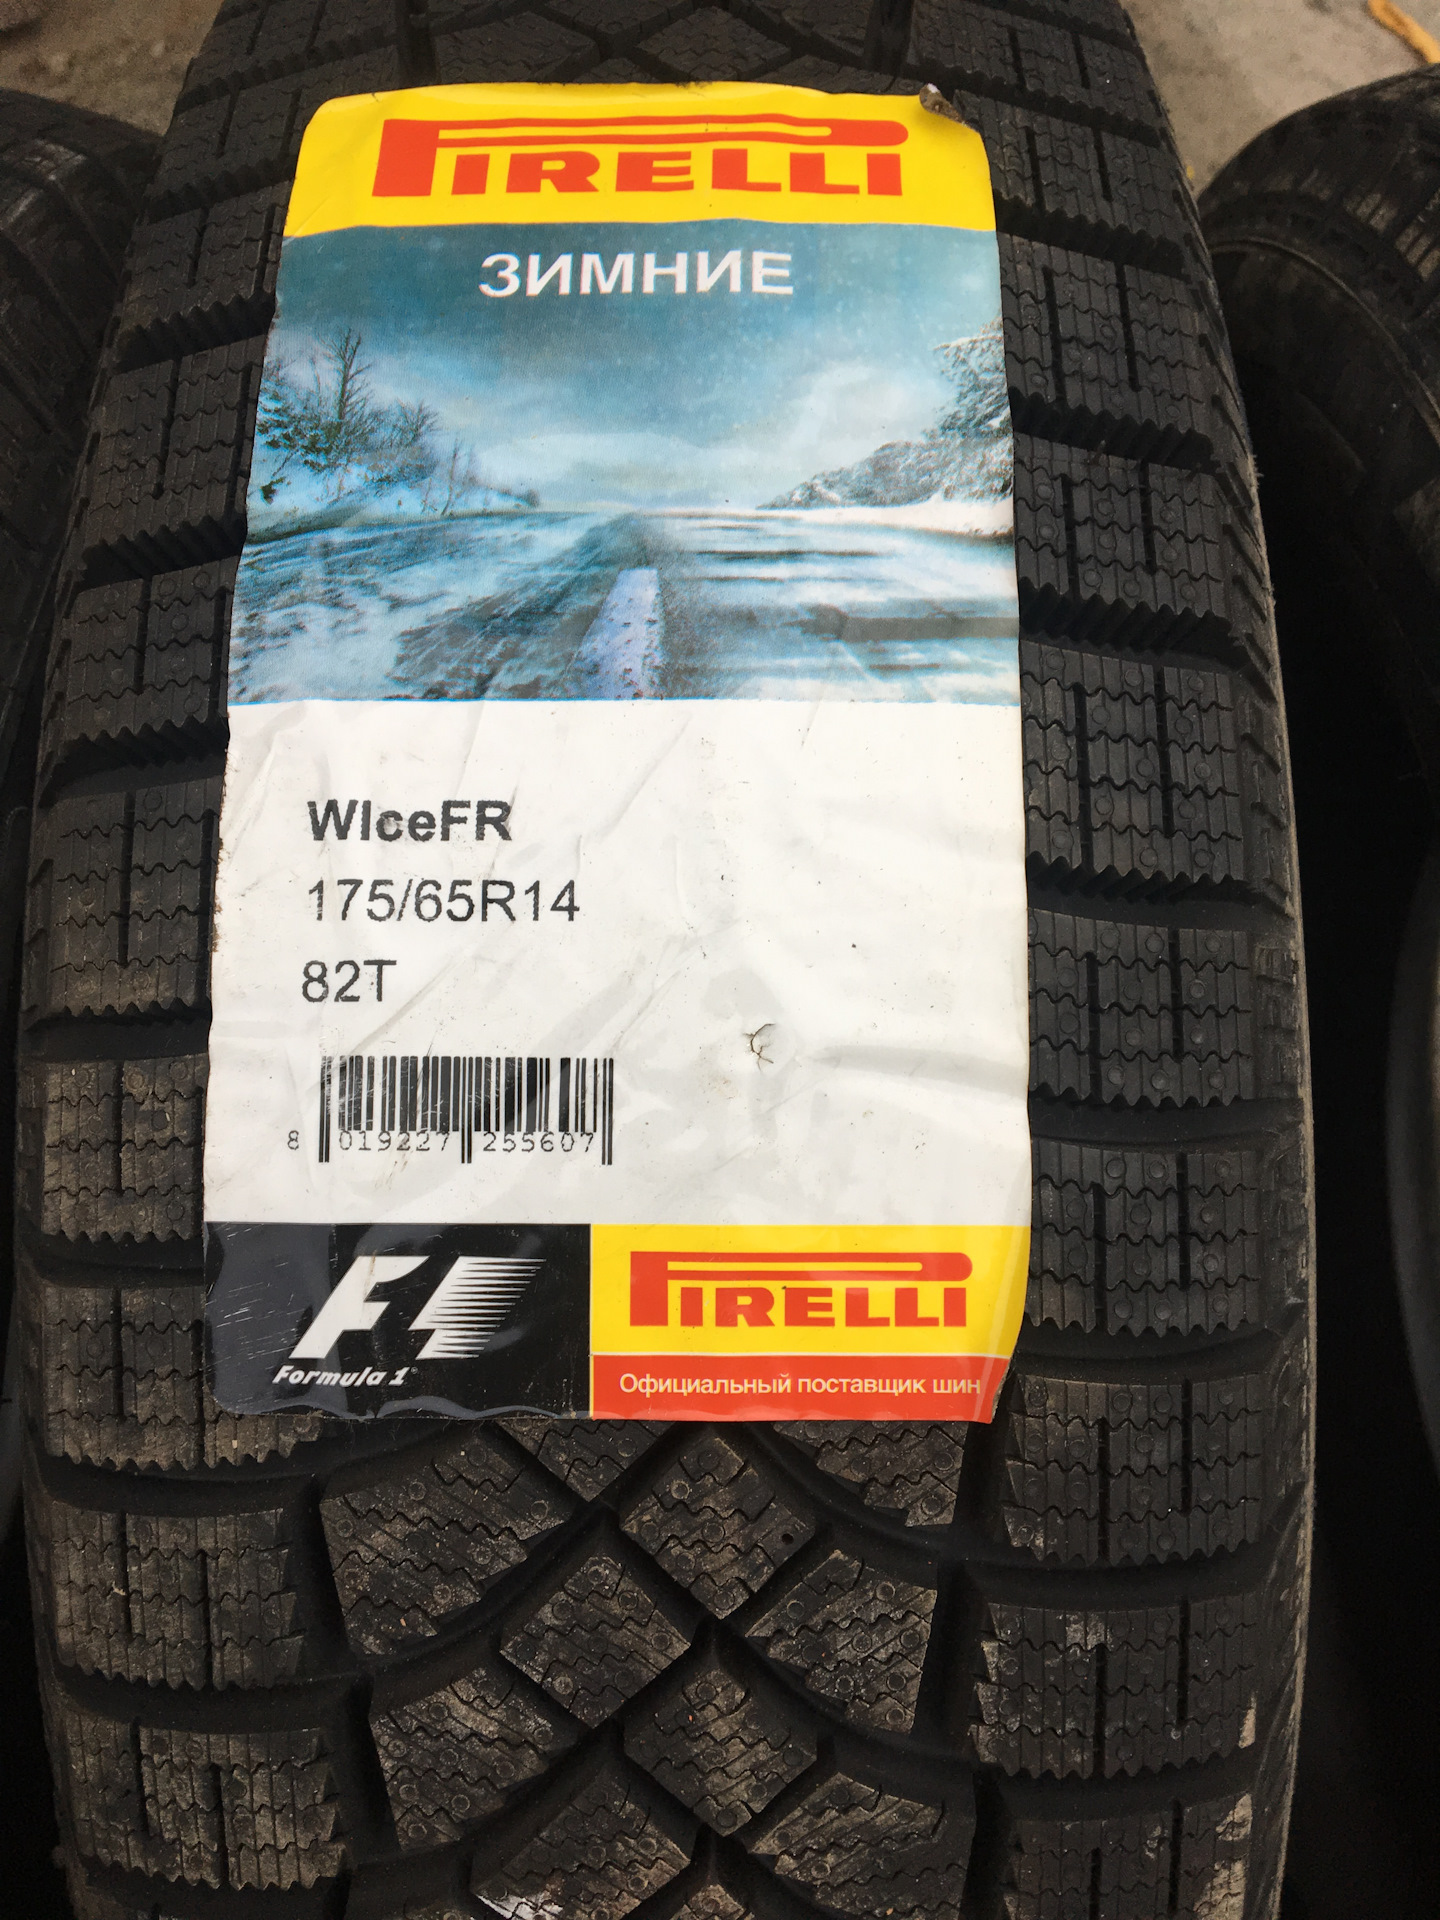 PIRELLI
ЗИМНИЕ
WIceFR
175/65R14
82T
8 019227 255607
F1
Formula 1®
PIRELLI
Официальный поставщик шин